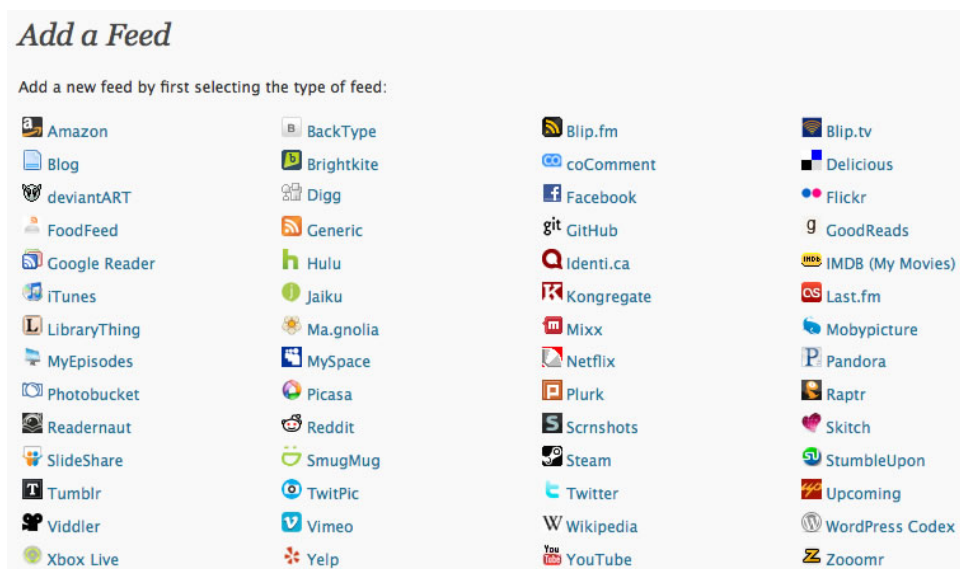 Add a Feed
Add a new feed by first selecting the type of feed:
Amazon BackType Blip.fm Blip.tv
Blog Brightkite coComment Delicious
deviantART Digg Facebook Flickr
FoodFeed Generic GitHub GoodReads
Google Reader Hulu Identi.ca IMDB (My Movies)
iTunes Jaiku Kongregate Last.fm
LibraryThing Ma.gnolia Mixx Mobypicture
MyEpisodes MySpace Netflix Pandora
Photobucket Picasa Plurk Raptr
Readernaut Reddit Scrnshots Skitch
SlideShare SmugMug Steam StumbleUpon
Tumblr TwitPic Twitter Upcoming
Viddler Vimeo Wikipedia WordPress Codex
Xbox Live Yelp YouTube Zooomr